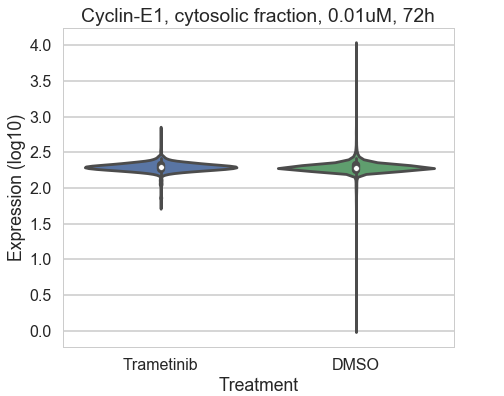 Cyclin-E1, cytosolic fraction, 0.01uM, 72h
Expression (log10)
4.0
3.5
3.0
2.5
2.0
1.5
1.0
0.5
0.0
Trametinib
DMSO
Treatment